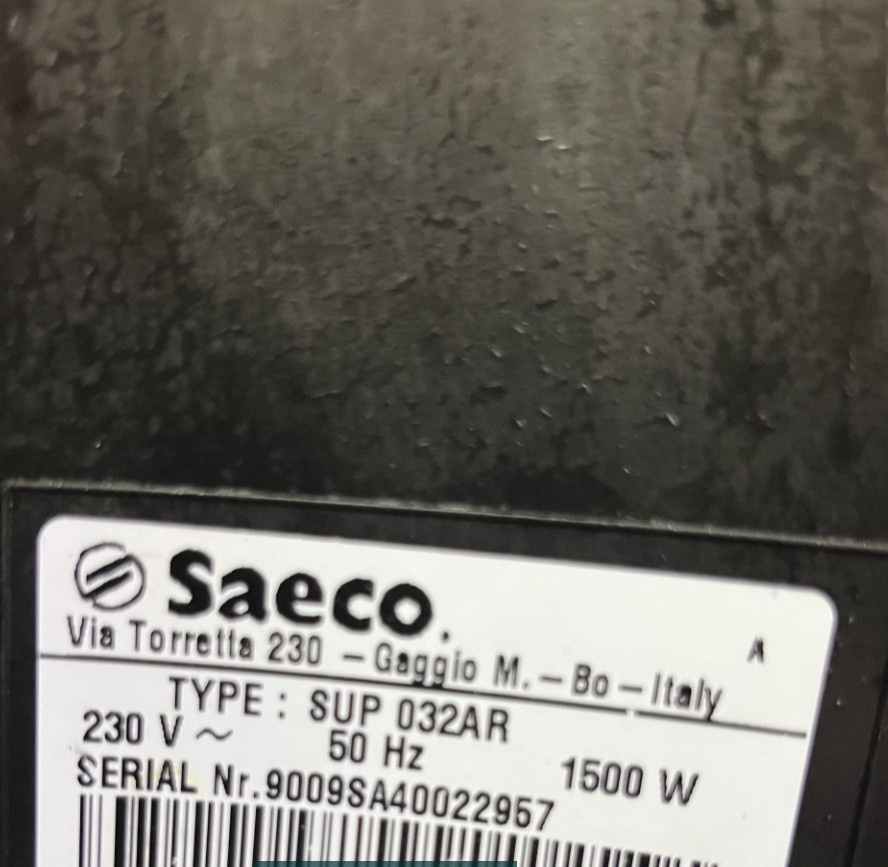 Saeco.
A
Via Torretta 230 - Gaggio M. - Bo - Italy
TYPE : SUP 032AR
230 V ~ 50 Hz 1500 W
SERIAL Nr.9009SA40022957